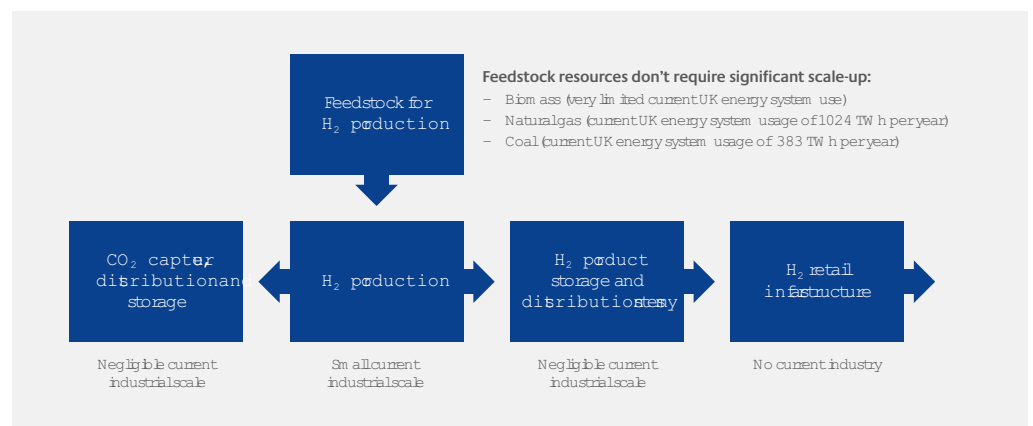 Feedstock for
H₂ production
Feedstock resources don't require significant scale-up:
– Biomass (very limited current UK energy system use)
– Natural gas (current UK energy system usage of 1024 TWh per year)
– Coal (current UK energy system usage of 383 TWh per year)
CO₂ capture,
distribution and
storage
H₂ production
H₂ product
storage and
distribution system
H₂ retail
infrastructure
Negligible current
industrial scale
Small current
industrial scale
Negligible current
industrial scale
No current industry